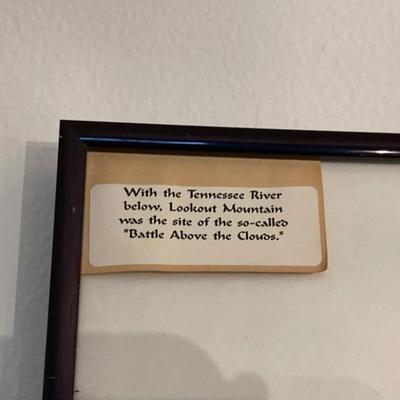 With the Tennessee River
below, Lookout Mountain
was the site of the so-called
"Battle Above the Clouds."